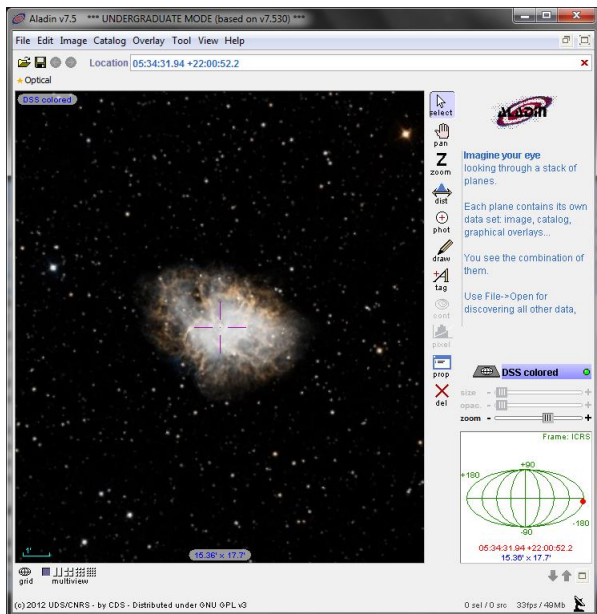 Aladin v7.5 *** UNDERGRADUATE MODE (based on v7.530) ***
File Edit Image Catalog Overlay Tool View Help
Location 05:34:31.94 +22:00:52.2
Optical
DSS colored
select
pan
Z
zoom
dist
phot
draw
tag
cont
pixel
prop
del
Aladin
Imagine your eye
looking through a stack of
planes.
Each plane contains its own
data set: image, catalog,
graphical overlays...
You see the combination of
them.
Use File->Open for
discovering all other data,
DSS colored
size - +
opac. - +
zoom - +
Frame: ICRS
+90
+180
-180
-90
05:34:31.94 +22:00:52.2
15.36' x 17.7'
1'
15.36' x 17.7'
grid
multiview
(c) 2012 UDS/CNRS - by CDS - Distributed under GNU GPL v3
0 sel / 0 src 33fps / 49Mb